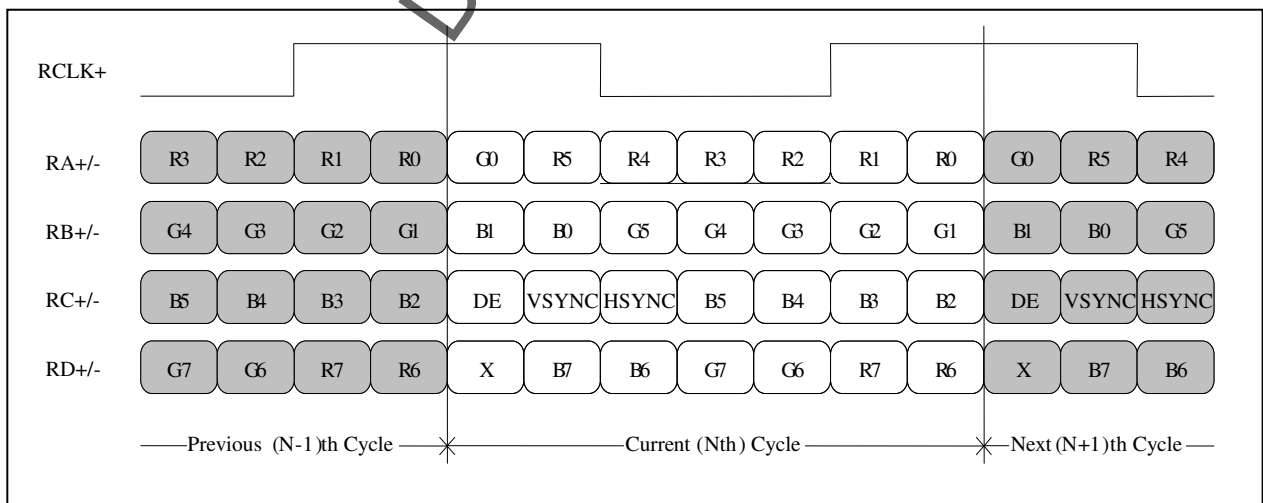 RCLK+
RA+/- R3 R2 R1 R0 G0 R5 R4 R3 R2 R1 R0 G0 R5 R4
RB+/- G4 G3 G2 G1 B1 B0 G5 G4 G3 G2 G1 B1 B0 G5
RC+/- B5 B4 B3 B2 DE VSYNC HSYNC B5 B4 B3 B2 DE VSYNC HSYNC
RD+/- G7 G6 R7 R6 X B7 B6 G7 G6 R7 R6 X B7 B6
Previous (N-1)th Cycle Current (Nth) Cycle Next (N+1)th Cycle